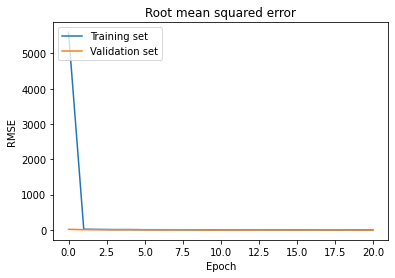 Root mean squared error
Training set
Validation set
RMSE
5000
4000
3000
2000
1000
0
0.0 2.5 5.0 7.5 10.0 12.5 15.0 17.5 20.0
Epoch